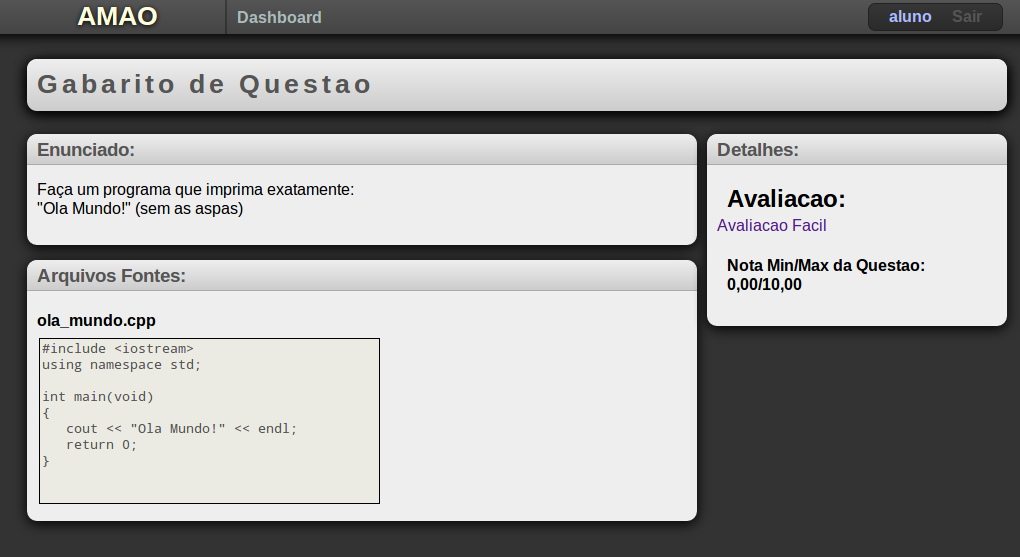 AMAO
Dashboard
aluno
Sair
Gabarito de Questao
Enunciado:
Faça um programa que imprima exatamente:
"Ola Mundo!" (sem as aspas)
Arquivos Fontes:
ola_mundo.cpp
#include <iostream>
using namespace std;

int main(void)
{
   cout << "Ola Mundo!" << endl;
   return 0;
}
Detalhes:
Avaliacao:
Avaliacao Facil
Nota Min/Max da Questao:
0,00/10,00